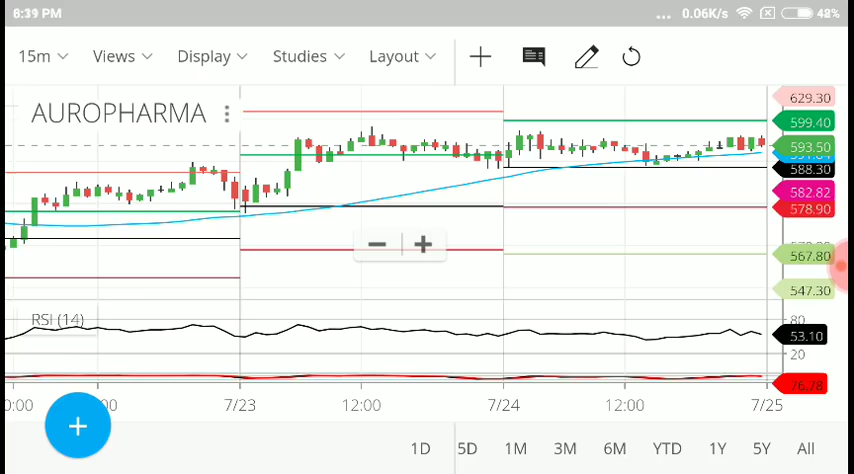 6:39 PM
... 0.06K/s 48%
15m Views Display Studies Layout
AUROPHARMA
629.30
599.40
593.50
588.30
582.82
578.90
567.80
547.30
RSI (14)
80
53.10
20
76.78
7/23 12:00 7/24 12:00 7/25
1D 5D 1M 3M 6M YTD 1Y 5Y All